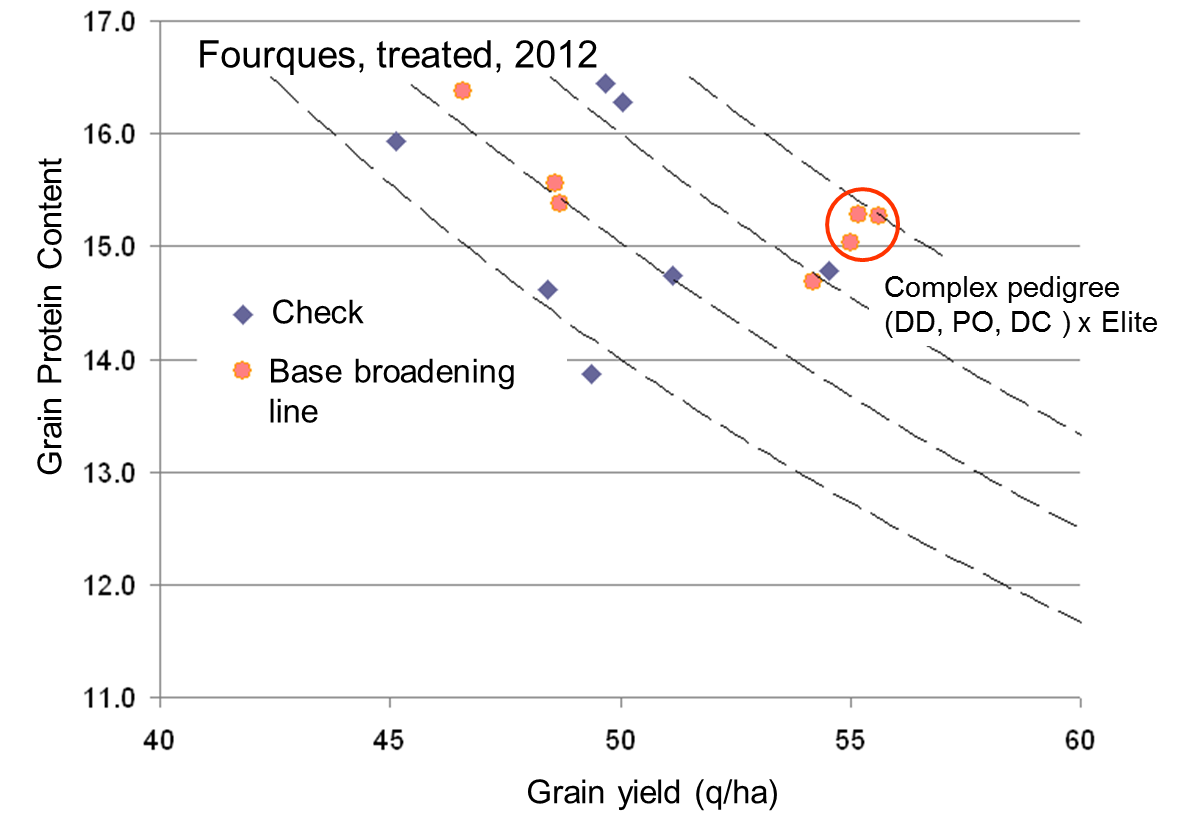 17.0
Fourques, treated, 2012
16.0
15.0
14.0
13.0
12.0
11.0
Grain Protein Content
Check
Base broadening
line
Complex pedigree
(DD, PO, DC ) x Elite
40 45 50 55 60
Grain yield (q/ha)